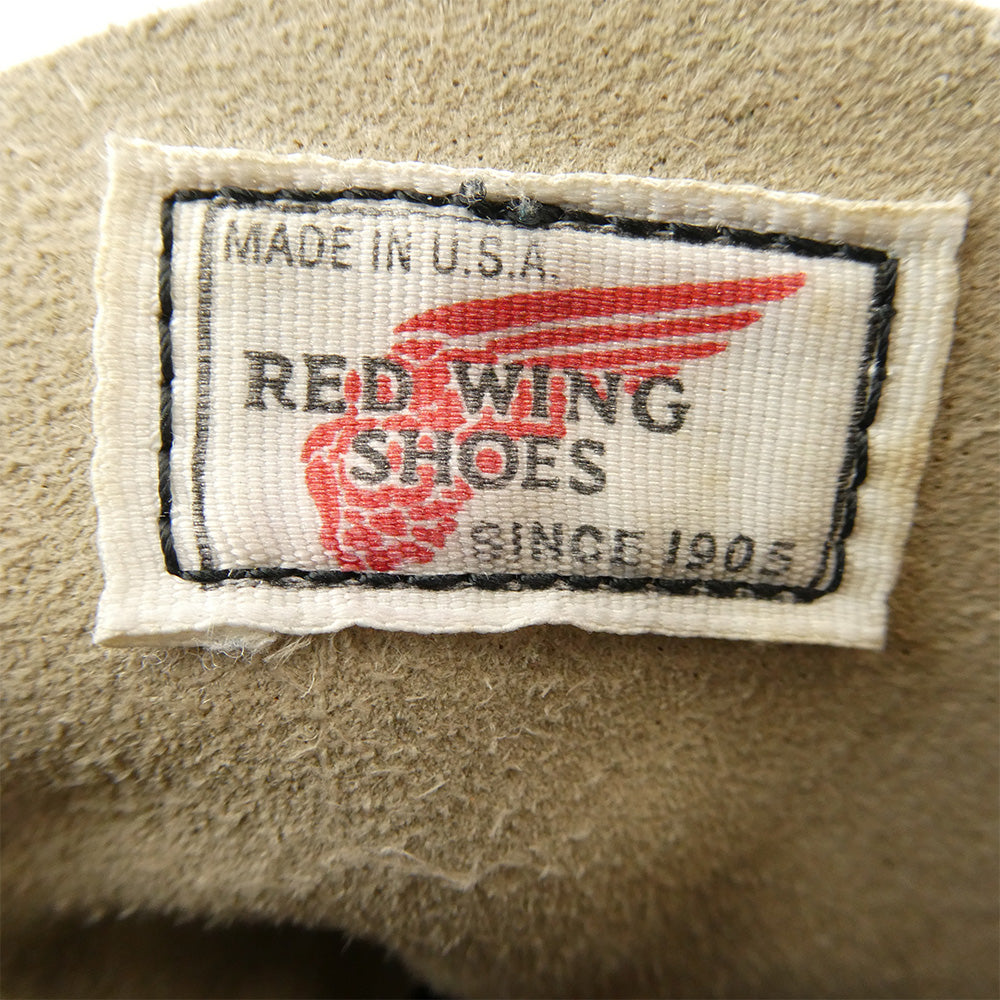 MADE IN U.S.A.
RED WING
SHOES
SINCE 1905